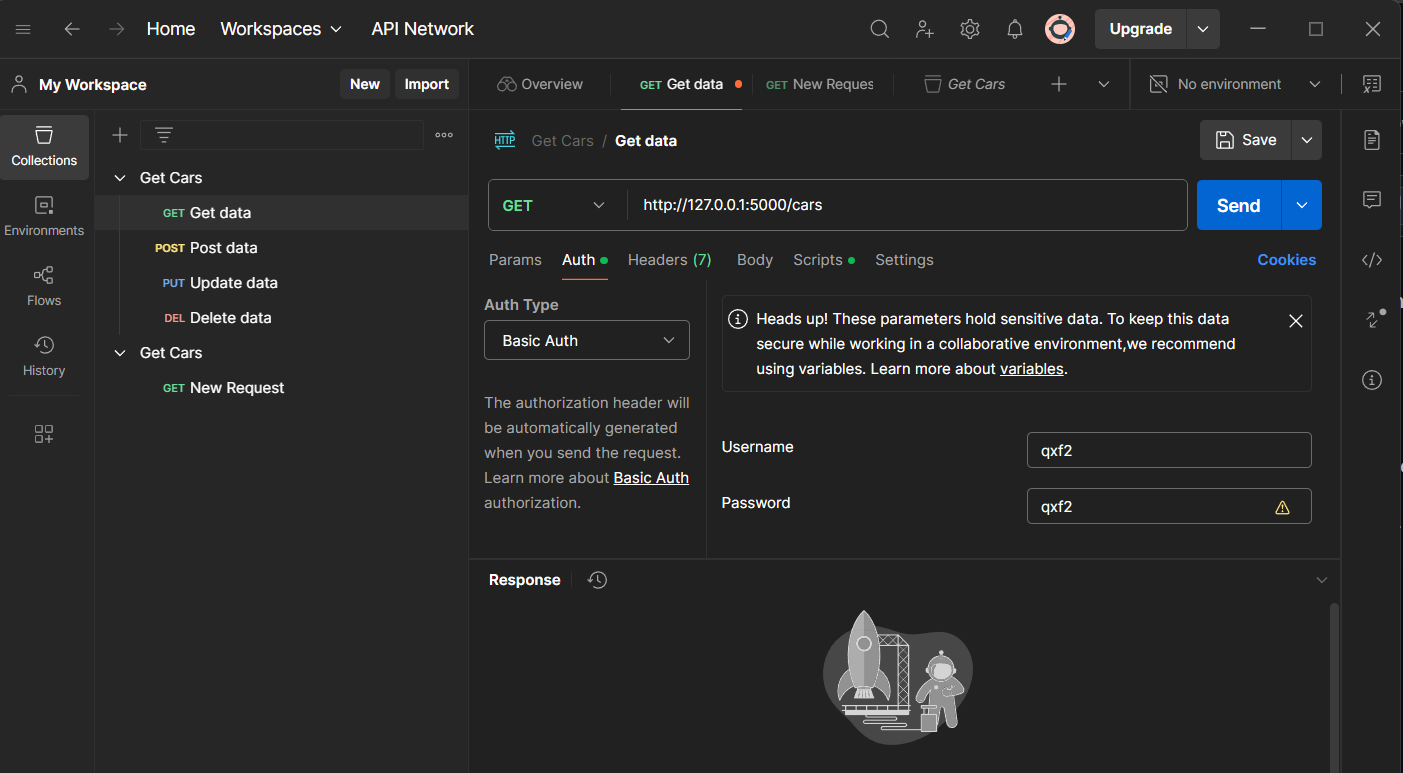 Home Workspaces API Network Upgrade
My Workspace New Import Overview GET Get data GET New Reques Get Cars No environment
Collections
Environments
Flows
History
Get Cars
GET Get data
POST Post data
PUT Update data
DEL Delete data
Get Cars
GET New Request
HTTP Get Cars / Get data Save
GET http://127.0.0.1:5000/cars Send
Params Auth Headers (7) Body Scripts Settings Cookies
Auth Type
Basic Auth
The authorization header will
be automatically generated
when you send the request.
Learn more about Basic Auth
authorization.
Heads up! These parameters hold sensitive data. To keep this data
secure while working in a collaborative environment,we recommend
using variables. Learn more about variables.
Username qxf2
Password qxf2
Response